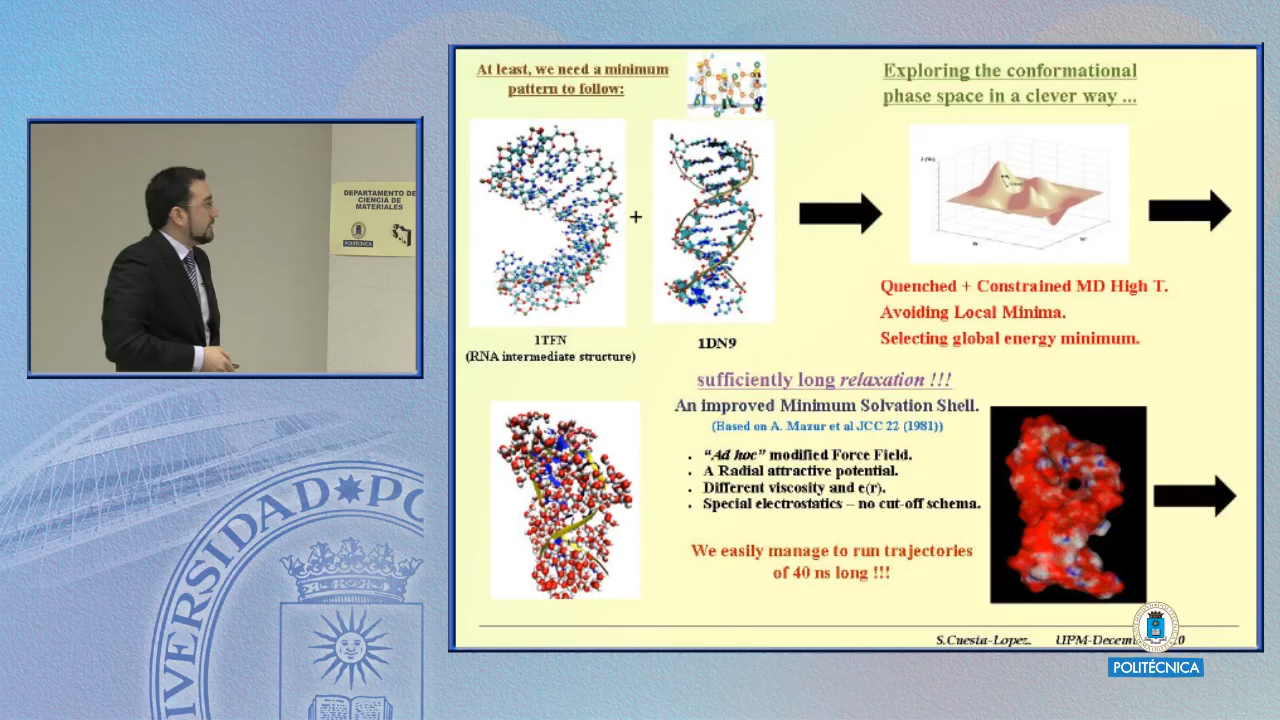 At least, we need a minimum
pattern to follow:
Exploring the conformational
phase space in a clever way ...
+
1TFN
(RNA intermediate structure)
1DN9
Quenched + Constrained MD High T.
Avoiding Local Minima.
Selecting global energy minimum.
sufficiently long relaxation !!!
An improved Minimum Solvation Shell.
(Based on A. Mazur et al JCC 22 (1981))
• “Ad hoc” modified Force Field.
• A Radial attractive potential.
• Different viscosity and e(r).
• Special electrostatics – no cut-off schema.
We easily manage to run trajectories
of 40 ns long !!!
S.Cuesta-Lopez.
DEPARTAMENTO DE
CIENCIA DE
MATERIALES
POLITÉCNICA
POLITÉCNICA